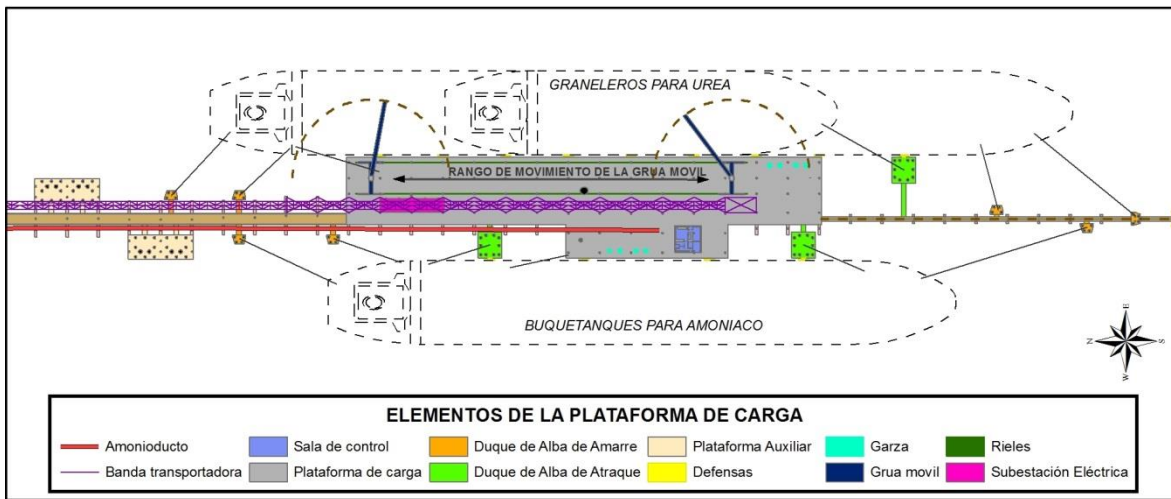 GRANELEROS PARA UREA
RANGO DE MOVIMIENTO DE LA GRUA MOVIL
BUQUETANQUES PARA AMONIACO
N
E
S
W
ELEMENTOS DE LA PLATAFORMA DE CARGA
Amonioducto
Sala de control
Duque de Alba de Amarre
Plataforma Auxiliar
Garza
Rieles
Banda transportadora
Plataforma de carga
Duque de Alba de Atraque
Defensas
Grua movil
Subestación Eléctrica